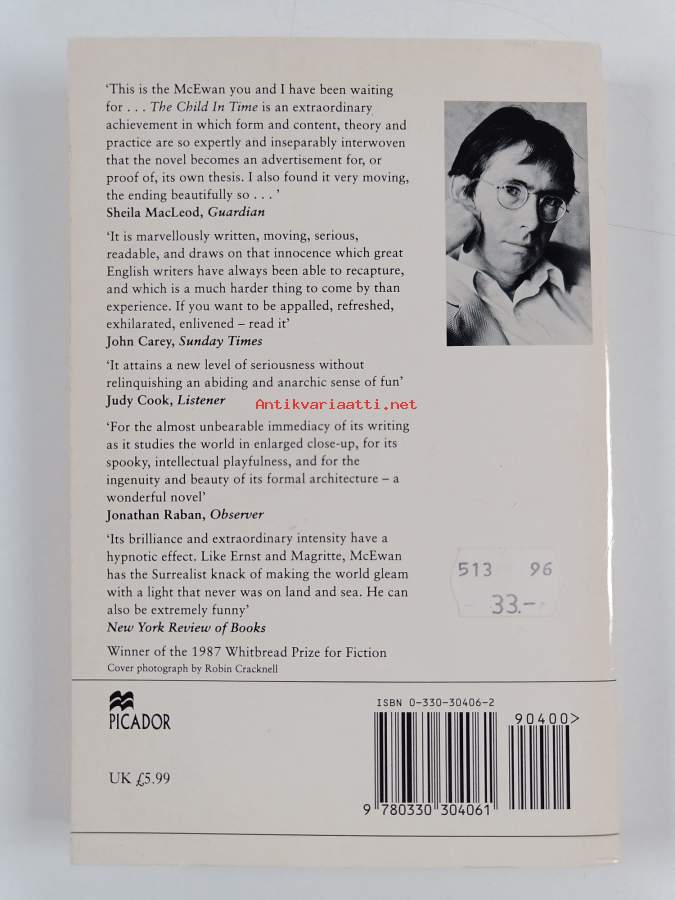 ‘This is the McEwan you and I have been waiting
for . . . The Child In Time is an extraordinary
achievement in which form and content, theory and
practice are so expertly and inseparably interwoven
that the novel becomes an advertisement for, or
proof of, its own thesis. I also found it very moving,
the ending beautifully so . . . ’
Sheila MacLeod, Guardian
‘It is marvellously written, moving, serious,
readable, and draws on that innocence which great
English writers have always been able to recapture,
and which is a much harder thing to come by than
experience. If you want to be appalled, refreshed,
exhilarated, enlivened – read it’
John Carey, Sunday Times
‘It attains a new level of seriousness without
relinquishing an abiding and anarchic sense of fun’
Judy Cook, Listener
Antikvariaatti.net
‘For the almost unbearable immediacy of its writing
as it studies the world in enlarged close-up, for its
spooky, intellectual playfulness, and for the
ingenuity and beauty of its formal architecture – a
wonderful novel’
Jonathan Raban, Observer
‘Its brilliance and extraordinary intensity have a
hypnotic effect. Like Ernst and Magritte, McEwan
has the Surrealist knack of making the world gleam
with a light that never was on land and sea. He can
also be extremely funny’
New York Review of Books
513 96
33.-
Winner of the 1987 Whitbread Prize for Fiction
Cover photograph by Robin Cracknell
PICADOR
UK £5.99
ISBN 0-330-30406-2
90400>
9 780330 304061